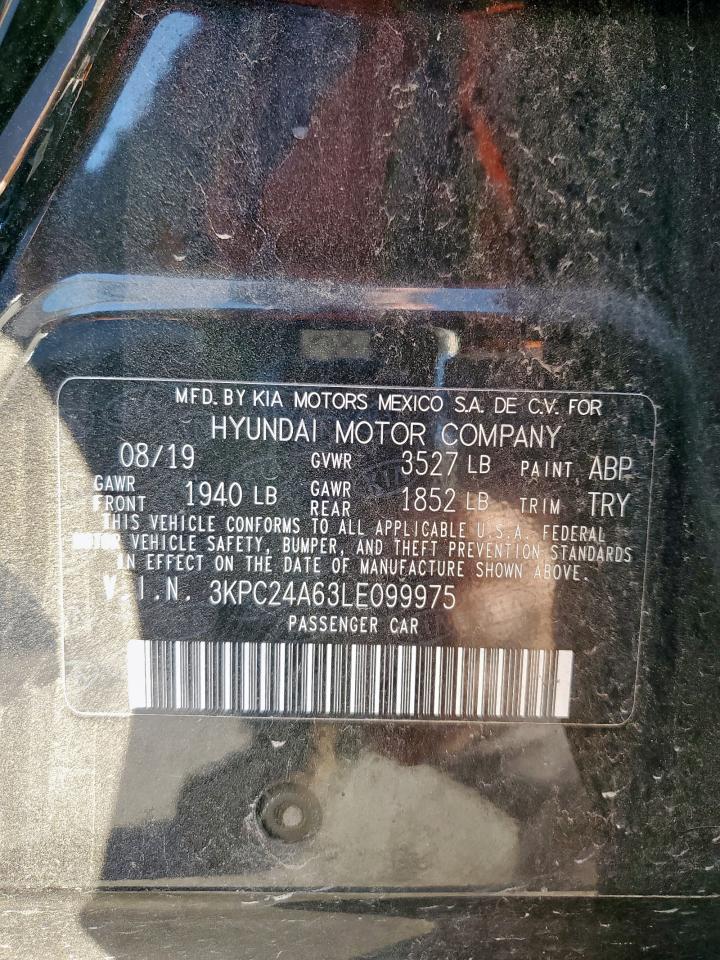 MFD. BY KIA MOTORS MEXICO S.A. DE C.V. FOR
HYUNDAI MOTOR COMPANY
08/19 GVWR 3527 LB PAINT ABP
GAWR FRONT 1940 LB GAWR REAR 1852 LB TRIM TRY
THIS VEHICLE CONFORMS TO ALL APPLICABLE U.S.A. FEDERAL
MOTOR VEHICLE SAFETY, BUMPER, AND THEFT PREVENTION STANDARDS
IN EFFECT ON THE DATE OF MANUFACTURE SHOWN ABOVE.
V.I.N. 3KPC24A63LE099975
PASSENGER CAR